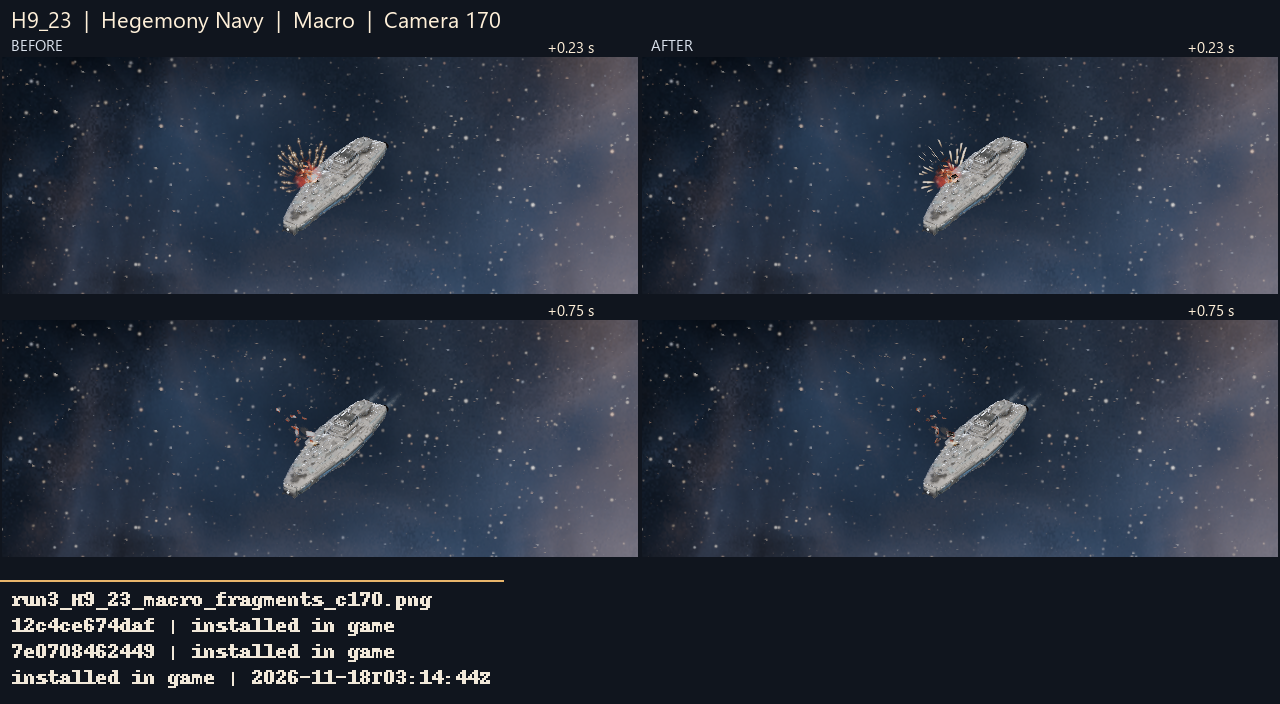 H9_23 | Hegemony Navy | Macro | Camera 170
BEFORE
+0.23 s
AFTER
+0.23 s
+0.75 s
+0.75 s
run3_H9_23_macro_fragments_c170.png
12c4ce674daf | installed in game
7e0708462449 | installed in game
installed in game | 2026-11-18T03:14:44Z